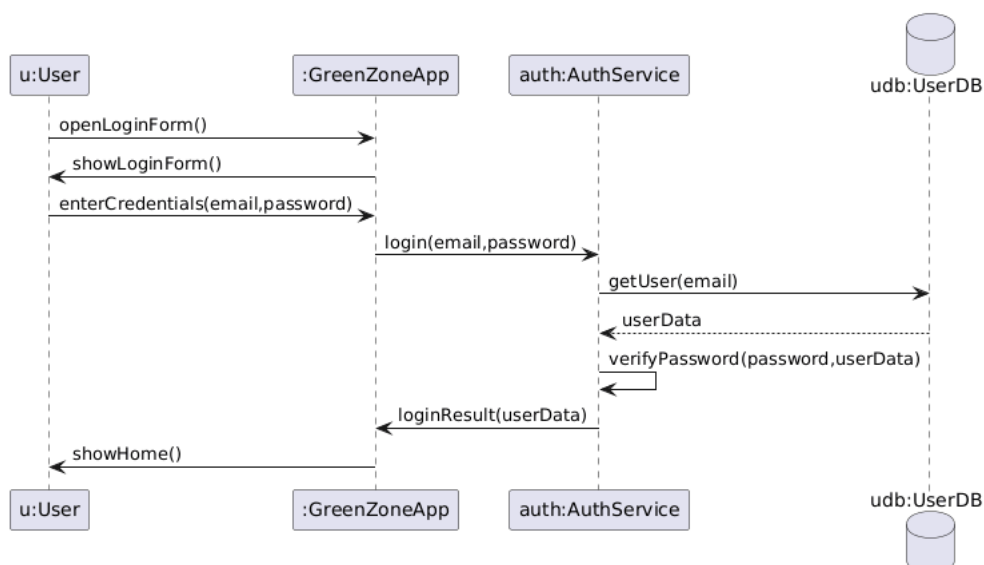 u:User
:GreenZoneApp
auth:AuthService
udb:UserDB
openLoginForm()
showLoginForm()
enterCredentials(email,password)
login(email,password)
getUser(email)
userData
verifyPassword(password,userData)
loginResult(userData)
showHome()
u:User
:GreenZoneApp
auth:AuthService
udb:UserDB